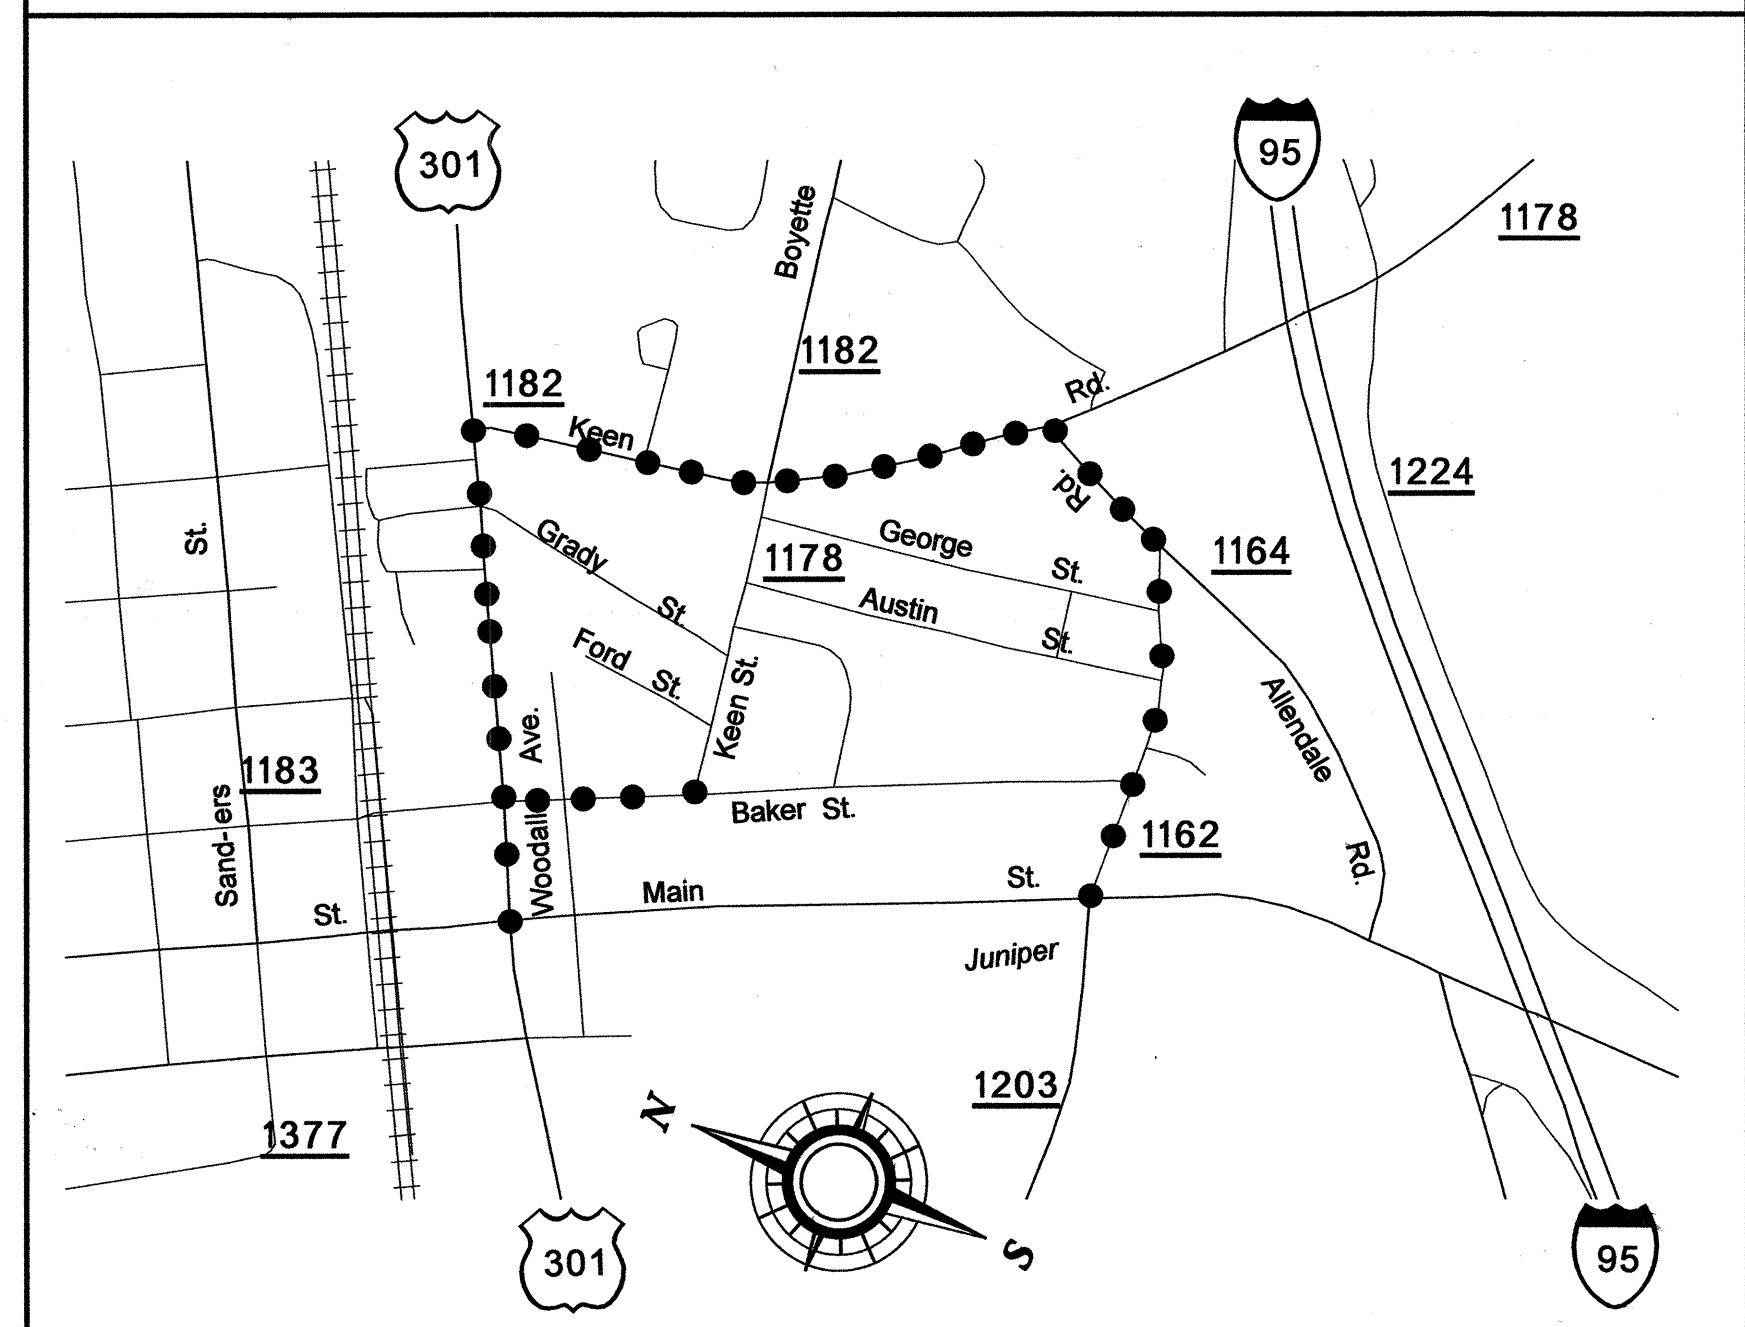 301
95
1178
Boyette
1182
1182
Rd.
Keen
1224
Rd.
St.
Grady
George
St.
1164
1178
St.
Austin
St.
Ford
St.
Keen St.
Allendale
Ave.
1183
Sand-ers
Baker St.
1162
Woodall
Rd.
Main
St.
St.
Juniper
1203
N
1377
S
301
95